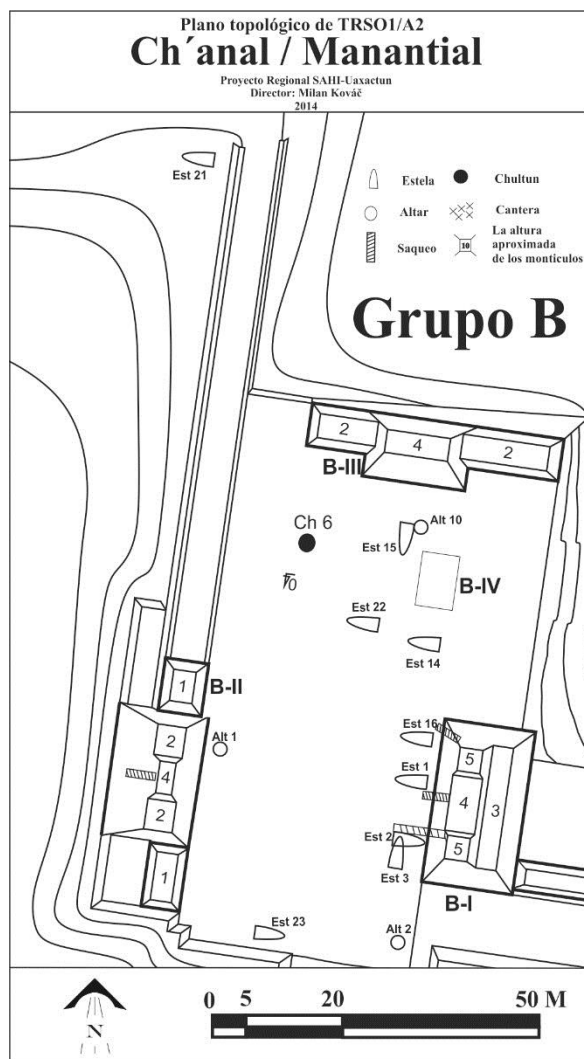 Plano topológico de TRSO1/A2
Ch´anal / Manantial
Proyecto Regional SAHI-Uaxactun
Director: Milan Kováč
2014
Est 21
Estela
Chultun
Altar
Cantera
Saqueo
10
La altura
aproximada
de los monticulos
Grupo B
2
4
2
B-III
Ch 6
Alt 10
Est 15
B-IV
Est 22
Est 14
1
B-II
2
Alt 1
4
2
1
Est 16
5
Est 1
4
3
Est 2
5
Est 3
B-I
Est 23
Alt 2
N
0 5 20 50 M